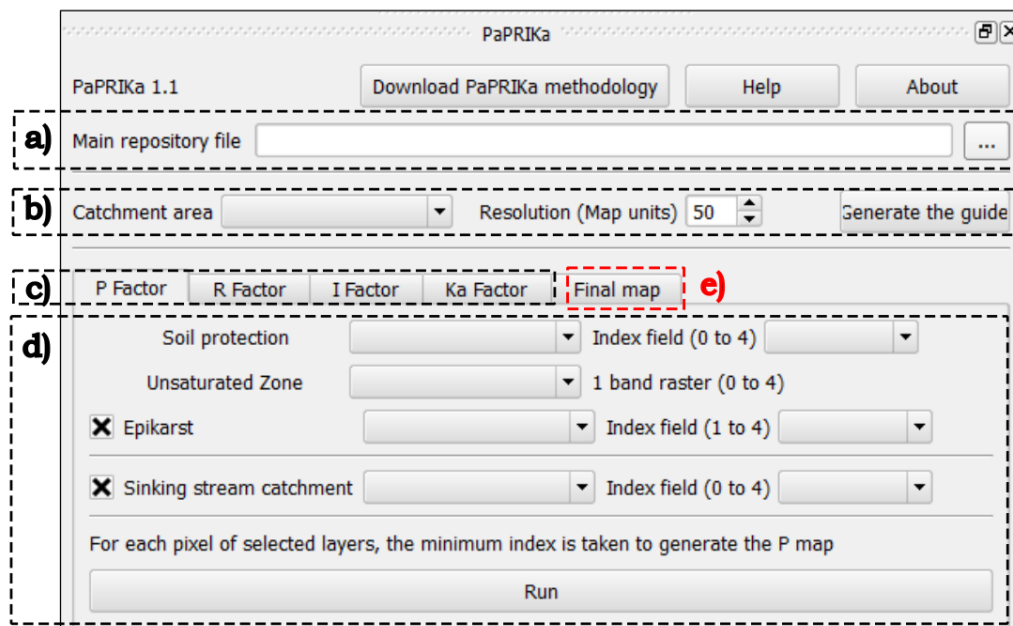 PaPRIKa
PaPRIKa 1.1 Download PaPRIKa methodology Help About
a) Main repository file ...
b) Catchment area Resolution (Map units) 50 Generate the guide
c) P Factor R Factor I Factor Ka Factor Final map e)
d) Soil protection Index field (0 to 4)
Unsaturated Zone 1 band raster (0 to 4)
Epikarst Index field (1 to 4)
Sinking stream catchment Index field (0 to 4)
For each pixel of selected layers, the minimum index is taken to generate the P map
Run